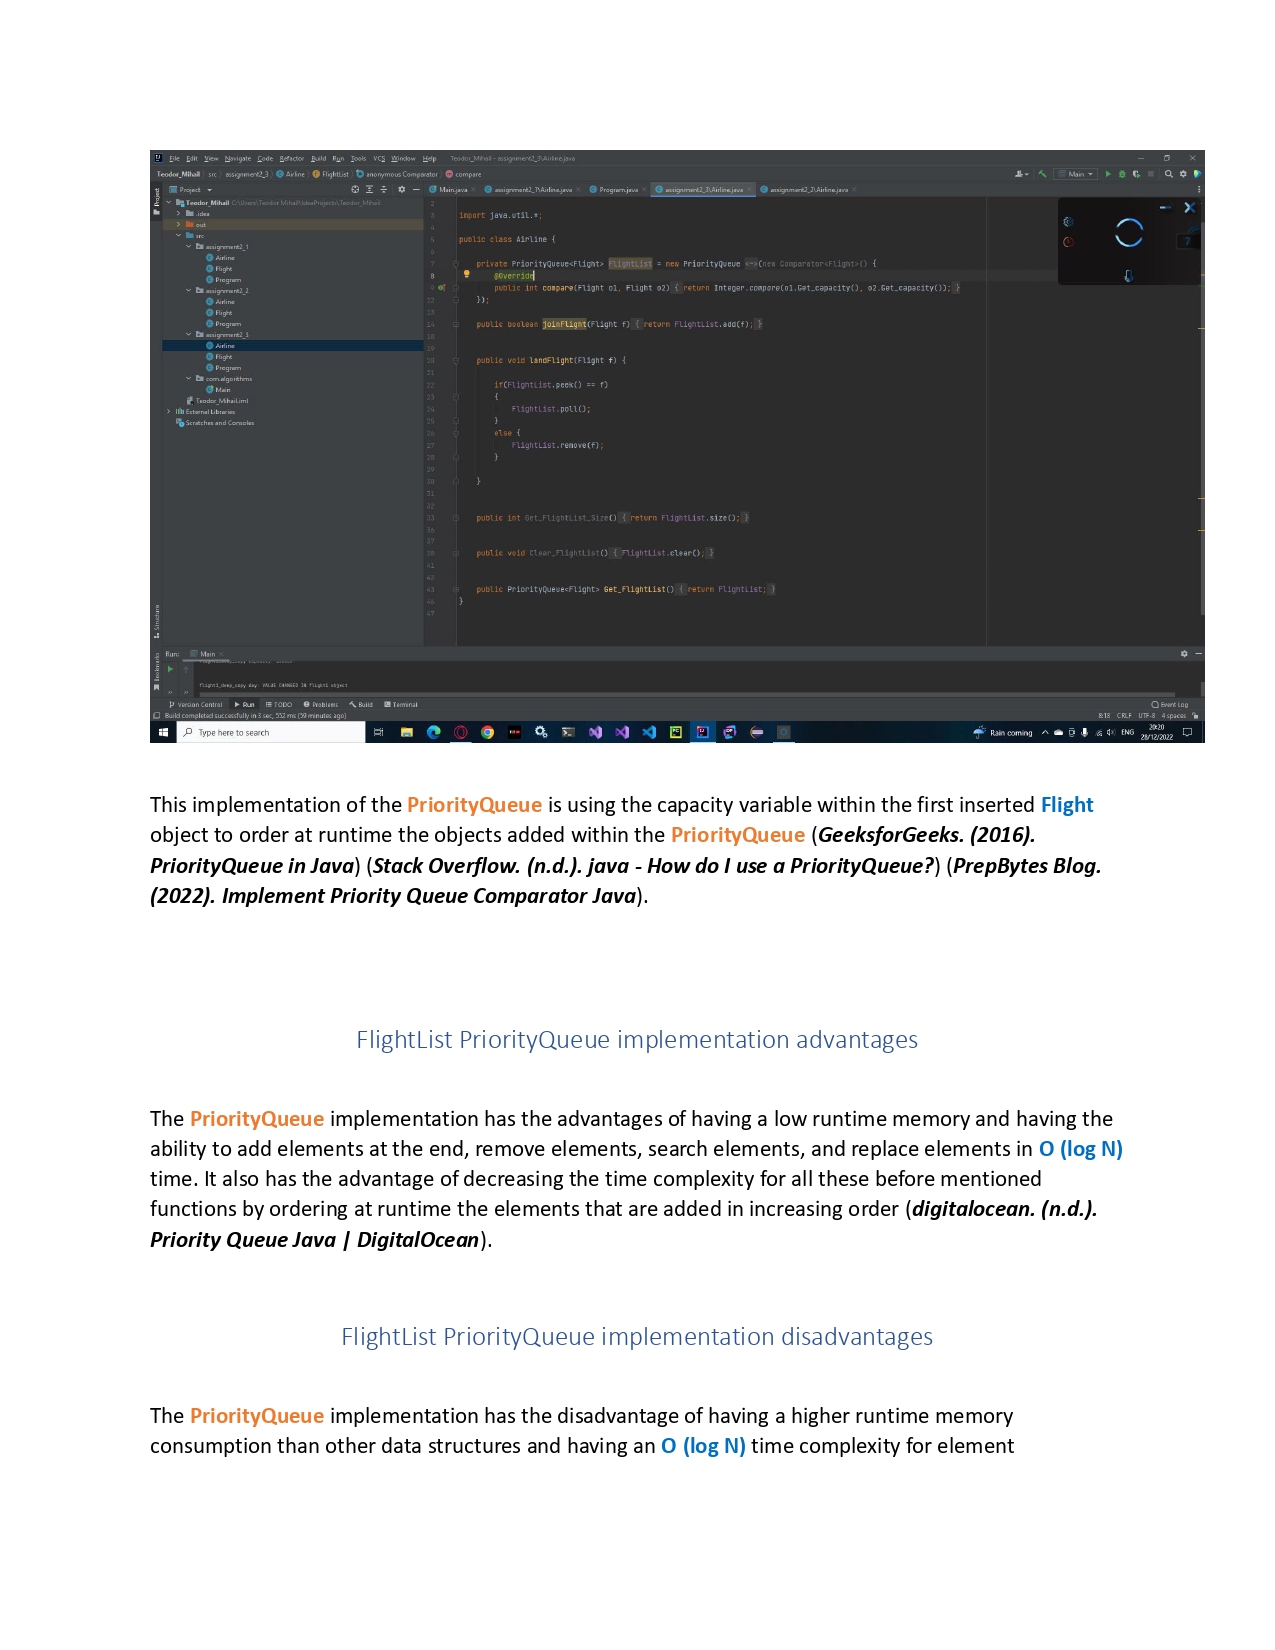 File Edit View Navigate Code Refactor Build Run Tools VCS Window Help Teodor_Mihail - assignment2_3\Airline.java
Teodor_Mihail src assignment2_3 Airline FlightList anonymous Comparator compare Main
Project Main.java assignment2_1\Airline.java Program.java assignment2_3\Airline.java assignment2_2\Airline.java
Teodor_Mihail C:\Users\Teodor Mihail\IdeaProjects\Teodor_Mihail
.idea
out
src
assignment2_1
Airline
Flight
Program
assignment2_2
Airline
Flight
Program
assignment2_3
Airline
Flight
Program
com.algorithms
Main
Teodor_Mihail.iml
External Libraries
Scratches and Consoles
import java.util.*;
public class Airline {
private PriorityQueue<Flight> FlightList = new PriorityQueue <~>(new Comparator<Flight>() {
@Override
public int compare(Flight o1, Flight o2) { return Integer.compare(o1.Get_capacity(), o2.Get_capacity()); }
});
public boolean joinFlight(Flight f) { return FlightList.add(f); }
public void landFlight(Flight f) {
if(FlightList.peek() == f)
{
FlightList.poll();
}
else {
FlightList.remove(f);
}
}
public int Get_FlightList_Size() { return FlightList.size(); }
public void Clear_FlightList() { FlightList.clear(); }
public PriorityQueue<Flight> Get_FlightList() { return FlightList; }
}
Structure
Bookmarks
Run: Main
flight1_deep_copy day: VALUE CHANGED IN flight1 object
Version Control Run TODO Problems Build Terminal Event Log
Build completed successfully in 3 sec, 552 ms (59 minutes ago) 8:18 CRLF UTF-8 4 spaces
Type here to search Rain coming ENG 20:20
28/12/2022
This implementation of the PriorityQueue is using the capacity variable within the first inserted Flight
object to order at runtime the objects added within the PriorityQueue (GeeksforGeeks. (2016).
PriorityQueue in Java) (Stack Overflow. (n.d.). java - How do I use a PriorityQueue?) (PrepBytes Blog.
(2022). Implement Priority Queue Comparator Java).
FlightList PriorityQueue implementation advantages
The PriorityQueue implementation has the advantages of having a low runtime memory and having the
ability to add elements at the end, remove elements, search elements, and replace elements in O (log N)
time. It also has the advantage of decreasing the time complexity for all these before mentioned
functions by ordering at runtime the elements that are added in increasing order (digitalocean. (n.d.).
Priority Queue Java | DigitalOcean).
FlightList PriorityQueue implementation disadvantages
The PriorityQueue implementation has the disadvantage of having a higher runtime memory
consumption than other data structures and having an O (log N) time complexity for element